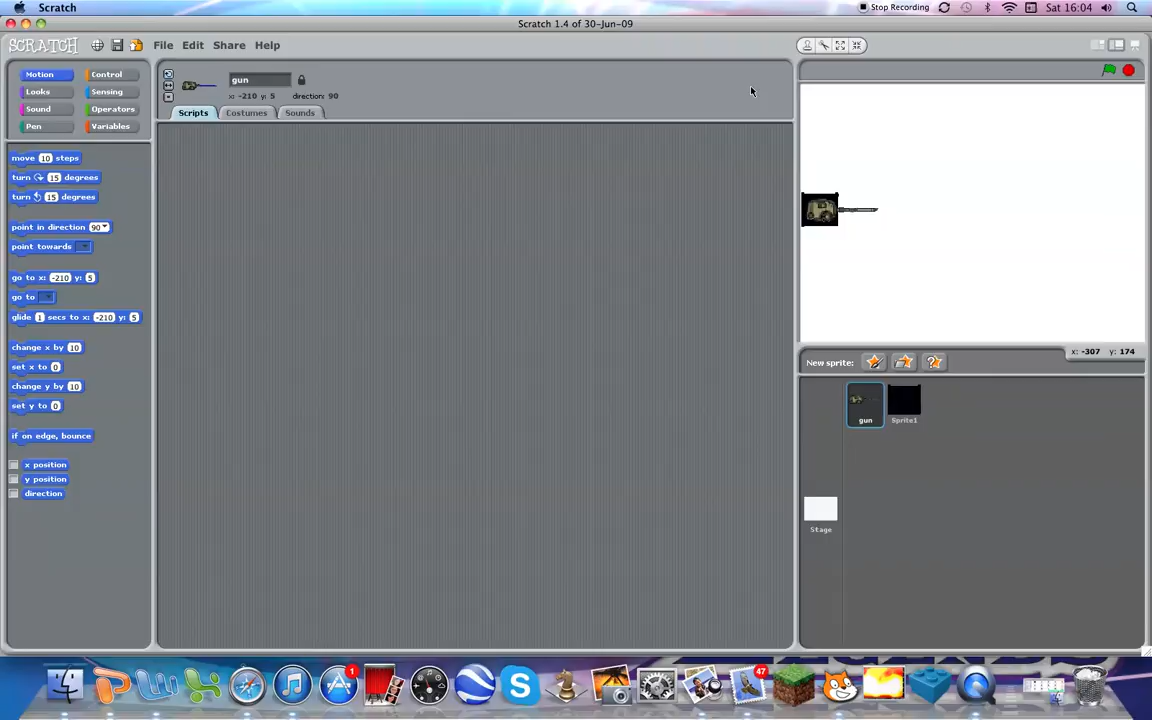 Scratch
Stop Recording
Sat 16:04
Scratch 1.4 of 30-Jun-09
SCRATCH
File Edit Share Help
Motion Control
Looks Sensing
Sound Operators
Pen Variables
gun
x: -210 y: 5 direction: 90
Scripts Costumes Sounds
move 10 steps
turn 15 degrees
turn 15 degrees
point in direction 90
point towards
go to x: -210 y: 5
go to
glide 1 secs to x: -210 y: 5
change x by 10
set x to 0
change y by 10
set y to 0
if on edge, bounce
x position
y position
direction
x: -307 y: 174
New sprite:
gun
Sprite1
Stage
1
47